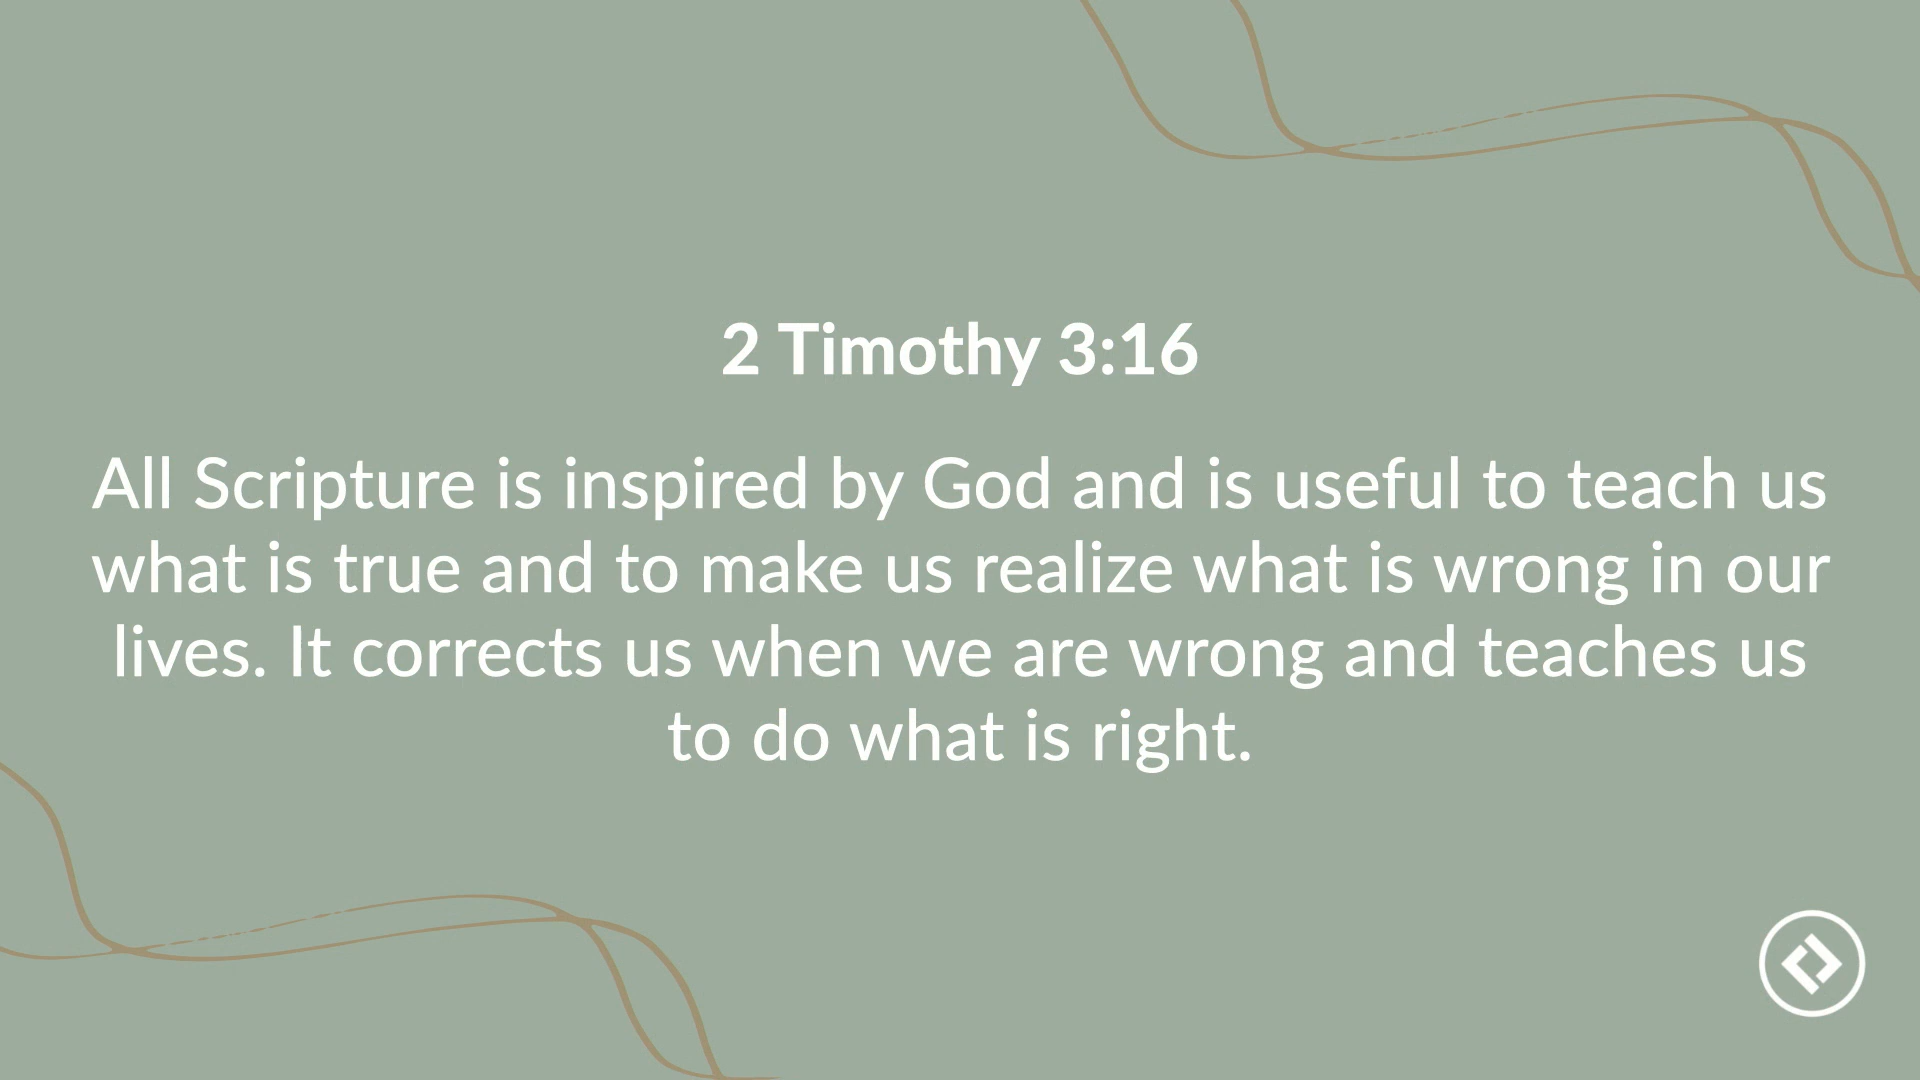 2 Timothy 3:16
All Scripture is inspired by God and is useful to teach us
what is true and to make us realize what is wrong in our
lives. It corrects us when we are wrong and teaches us
to do what is right.